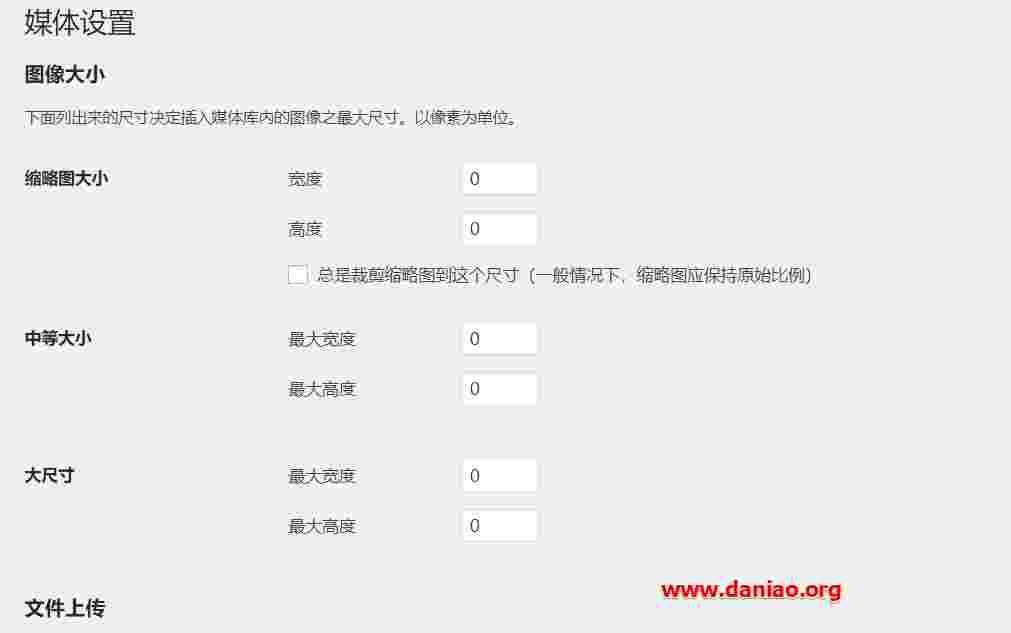 媒体设置
图像大小
下面列出来的尺寸决定插入媒体库内的图像之最大尺寸。以像素为单位。
缩略图大小 宽度 0
高度 0
总是裁剪缩略图到这个尺寸（一般情况下，缩略图应保持原始比例）
中等大小 最大宽度 0
最大高度 0
大尺寸 最大宽度 0
最大高度 0
www.daniao.org
文件上传